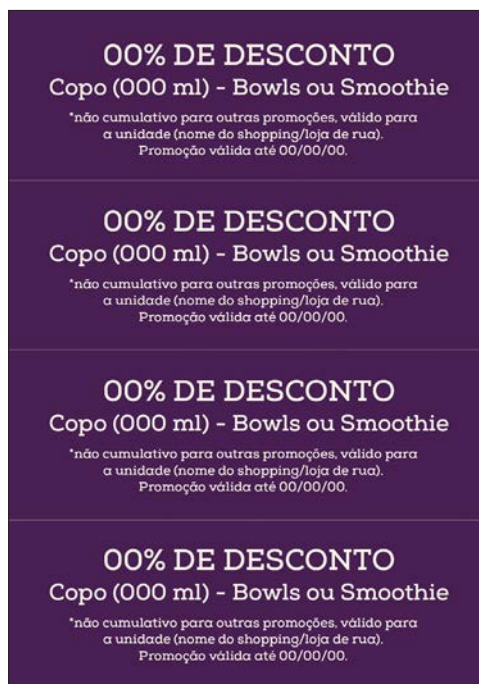 00% DE DESCONTO
Copo (000 ml) - Bowls ou Smoothie
*não cumulativo para outras promoções, válido para
a unidade (nome do shopping/loja de rua).
Promoção válida até 00/00/00.
00% DE DESCONTO
Copo (000 ml) - Bowls ou Smoothie
*não cumulativo para outras promoções, válido para
a unidade (nome do shopping/loja de rua).
Promoção válida até 00/00/00.
00% DE DESCONTO
Copo (000 ml) - Bowls ou Smoothie
*não cumulativo para outras promoções, válido para
a unidade (nome do shopping/loja de rua).
Promoção válida até 00/00/00.
00% DE DESCONTO
Copo (000 ml) - Bowls ou Smoothie
*não cumulativo para outras promoções, válido para
a unidade (nome do shopping/loja de rua).
Promoção válida até 00/00/00.